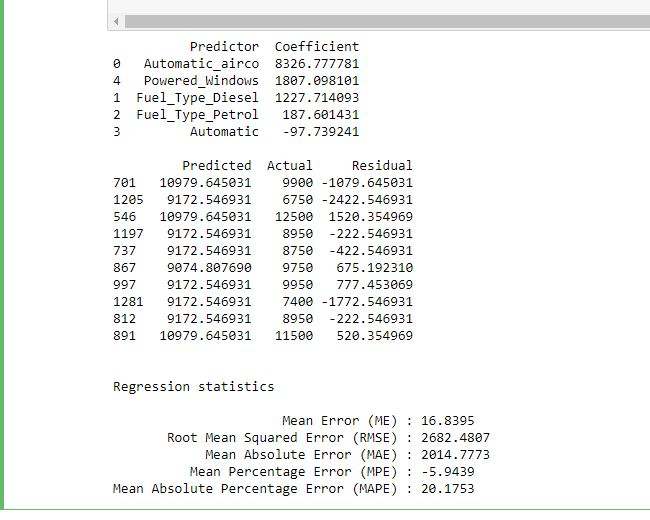 Predictor  Coefficient
0   Automatic_airco  8326.777781
4   Powered_Windows  1807.098101
1  Fuel_Type_Diesel  1227.714093
2  Fuel_Type_Petrol   187.601431
3         Automatic   -97.739241
Predicted  Actual     Residual
701   10979.645031    9900 -1079.645031
1205   9172.546931    6750 -2422.546931
546   10979.645031   12500  1520.354969
1197   9172.546931    8950  -222.546931
737    9172.546931    8750  -422.546931
867    9074.807690    9750   675.192310
997    9172.546931    9950   777.453069
1281   9172.546931    7400 -1772.546931
812    9172.546931    8950  -222.546931
891   10979.645031   11500   520.354969
Regression statistics
Mean Error (ME) : 16.8395
Root Mean Squared Error (RMSE) : 2682.4807
Mean Absolute Error (MAE) : 2014.7773
Mean Percentage Error (MPE) : -5.9439
Mean Absolute Percentage Error (MAPE) : 20.1753